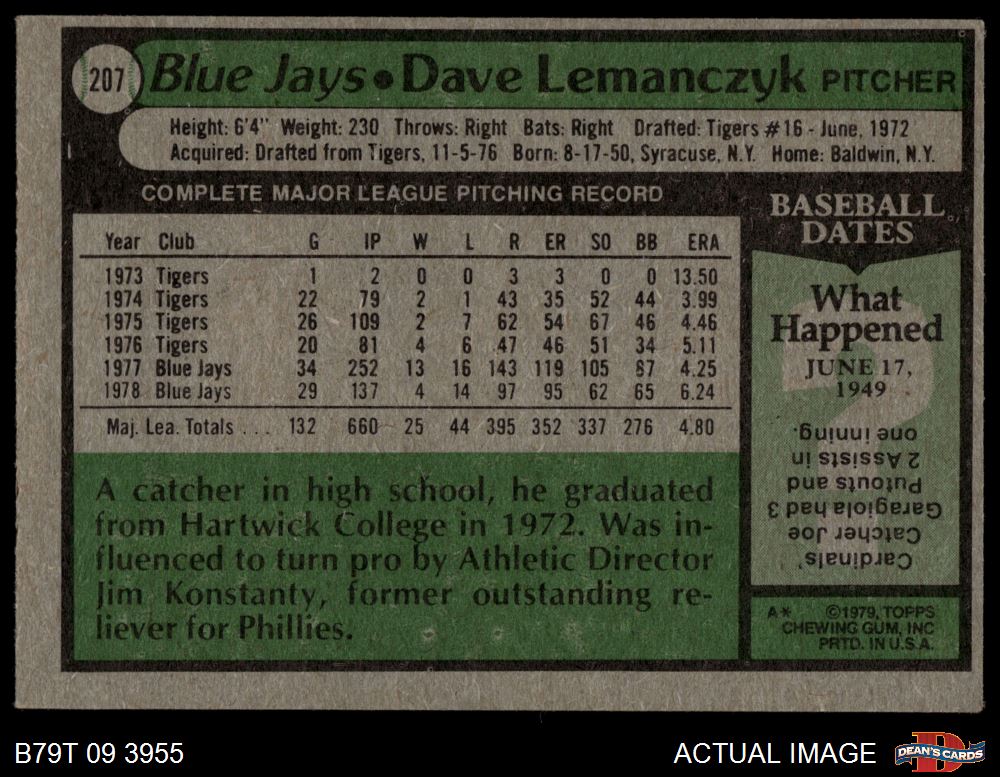 207 Blue Jays • Dave Lemanczyk PITCHER
Height: 6'4" Weight: 230 Throws: Right Bats: Right Drafted: Tigers #16 - June, 1972
Acquired: Drafted from Tigers, 11-5-76 Born: 8-17-50, Syracuse, N.Y. Home: Baldwin, N.Y.
COMPLETE MAJOR LEAGUE PITCHING RECORD
Year Club G IP W L R ER SO BB ERA
1973 Tigers 1 2 0 0 3 3 0 0 13.50
1974 Tigers 22 79 2 1 43 35 52 44 3.99
1975 Tigers 26 109 2 7 62 54 67 46 4.46
1976 Tigers 20 81 4 6 47 46 51 34 5.11
1977 Blue Jays 34 252 13 16 143 119 105 87 4.25
1978 Blue Jays 29 137 4 14 97 95 62 65 6.24
Maj. Lea. Totals . . . 132 660 25 44 395 352 337 276 4.80
A catcher in high school, he graduated
from Hartwick College in 1972. Was in-
fluenced to turn pro by Athletic Director
Jim Konstanty, former outstanding re-
liever for Phillies.
BASEBALL
DATES
What
Happened
JUNE 17,
1949
Cardinals'
Catcher Joe
Garagiola had 3
Putouts and
2 Assists in
one inning.
A* ©1979, TOPPS
CHEWING GUM, INC
PRTD. IN U.S.A.
B79T 09 3955
ACTUAL IMAGE
DEAN'S CARDS